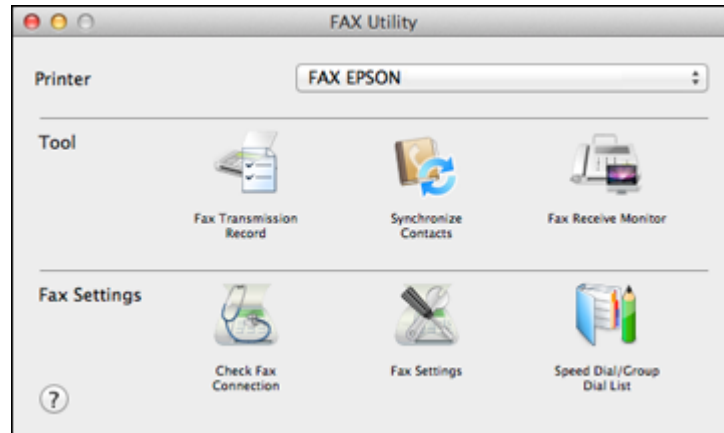 FAX Utility
Printer
FAX EPSON
Tool
Fax Transmission
Record
Synchronize
Contacts
Fax Receive Monitor
Fax Settings
Check Fax
Connection
Fax Settings
Speed Dial/Group
Dial List
?